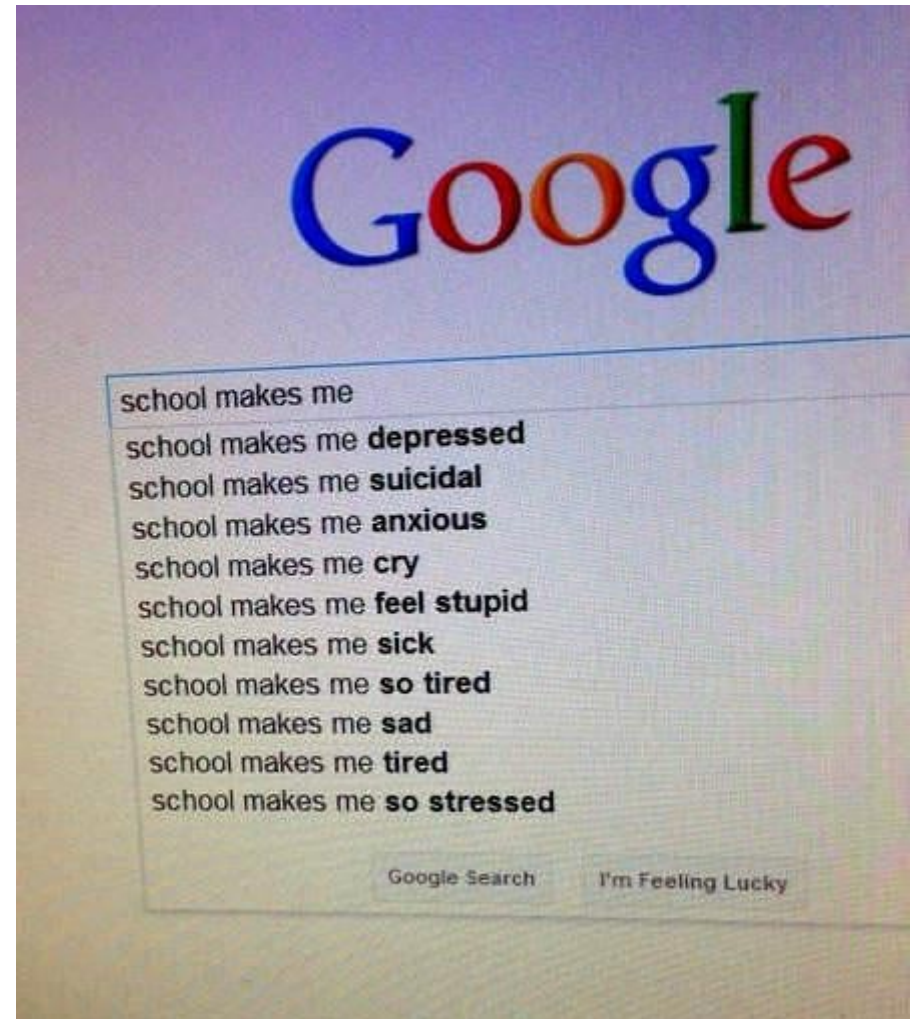 Google
school makes me
school makes me depressed
school makes me suicidal
school makes me anxious
school makes me cry
school makes me feel stupid
school makes me sick
school makes me so tired
school makes me sad
school makes me tired
school makes me so stressed
Google Search I'm Feeling Lucky